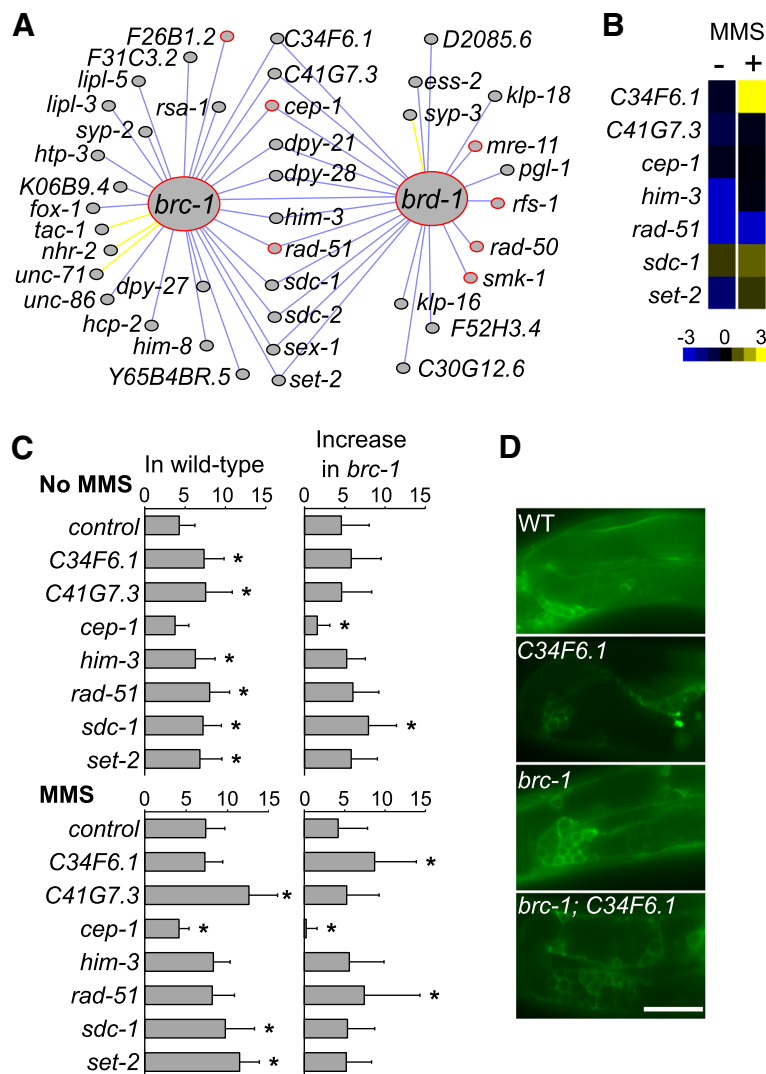 A
F26B1.2
F31C3.2
lipl-5
lipl-3
rsa-1
syp-2
htp-3
K06B9.4
fox-1
tac-1
nhr-2
unc-71
unc-86
dpy-27
hcp-2
him-8
Y65B4BR.5
brc-1
C34F6.1
C41G7.3
cep-1
dpy-21
dpy-28
him-3
rad-51
sdc-1
sdc-2
sex-1
set-2
brd-1
D2085.6
ess-2
klp-18
syp-3
mre-11
pgl-1
rfs-1
rad-50
smk-1
klp-16
F52H3.4
C30G12.6
B
MMS
- +
C34F6.1
C41G7.3
cep-1
him-3
rad-51
sdc-1
set-2
-3 0 3
C
In wild-type
Increase
in brc-1
No MMS
0 5 10 15 0 5 10 15
control
C34F6.1 *
C41G7.3 *
cep-1 *
him-3 *
rad-51 *
sdc-1 * *
set-2 *
MMS
0 5 10 15 0 5 10 15
control
C34F6.1 *
C41G7.3 *
cep-1 * *
him-3
rad-51 *
sdc-1 *
set-2 *
D
WT
C34F6.1
brc-1
brc-1; C34F6.1